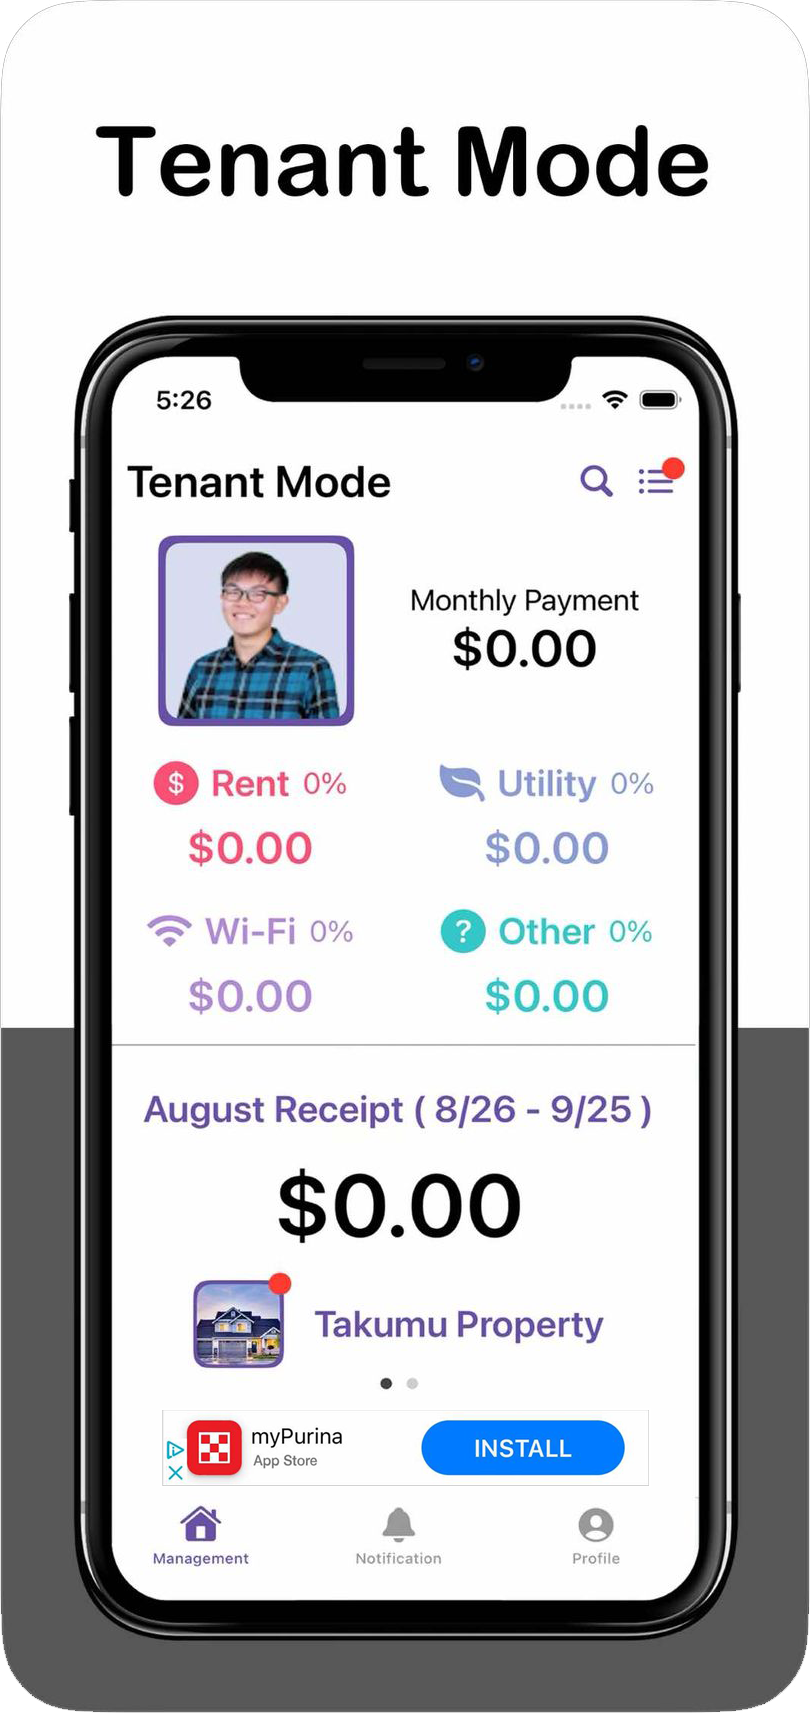 Tenant Mode
5:26
Tenant Mode
Monthly Payment
$0.00
$ Rent 0%
$0.00
Utility 0%
$0.00
Wi-Fi 0%
$0.00
? Other 0%
$0.00
August Receipt ( 8/26 - 9/25 )
$0.00
Takumu Property
myPurina
App Store
INSTALL
Management
Notification
Profile